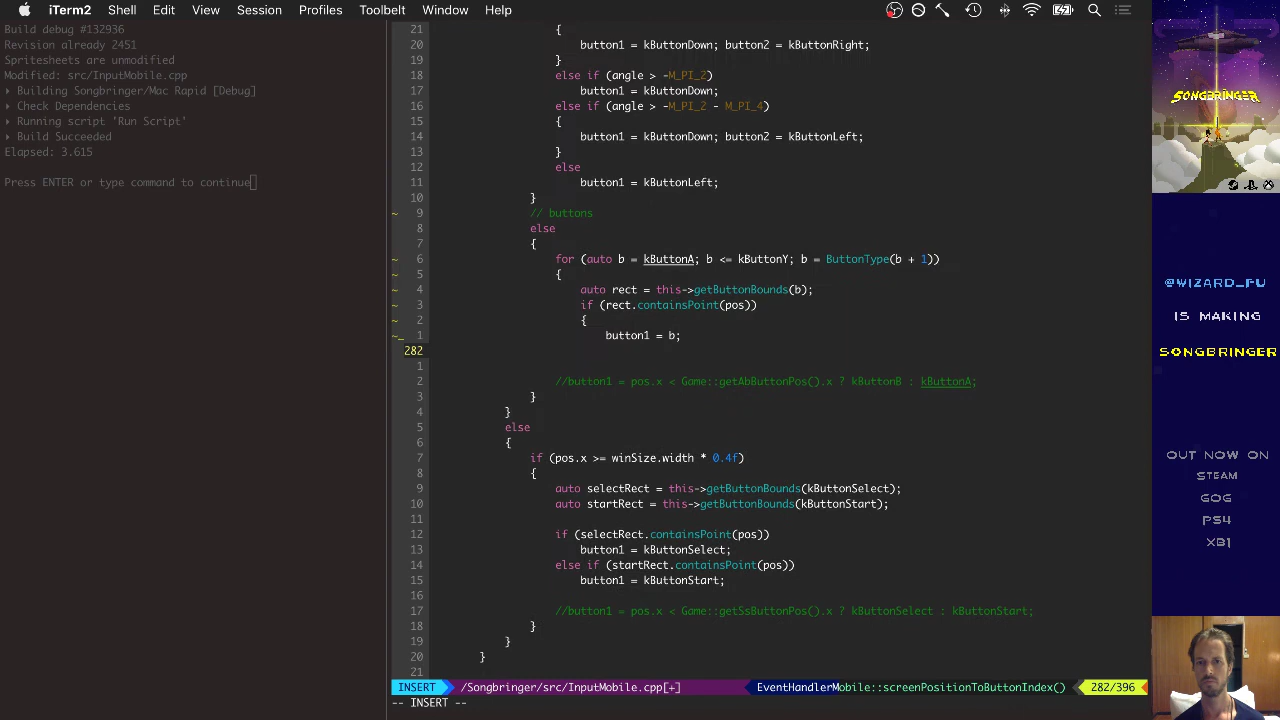 iTerm2 Shell Edit View Session Profiles Toolbelt Window Help
Build debug #132936
Revision already 2451
Spritesheets are unmodified
Modified: src/InputMobile.cpp
▸ Building Songbringer/Mac Rapid [Debug]
▸ Check Dependencies
▸ Running script 'Run Script'
▸ Build Succeeded
Elapsed: 3.615
Press ENTER or type command to continue
21 {
20 button1 = kButtonDown; button2 = kButtonRight;
19 }
18 else if (angle > -M_PI_2)
17 button1 = kButtonDown;
16 else if (angle > -M_PI_2 - M_PI_4)
15 {
14 button1 = kButtonDown; button2 = kButtonLeft;
13 }
12 else
11 button1 = kButtonLeft;
10 }
~ 9 // buttons
8 else
7 {
~ 6 for (auto b = kButtonA; b <= kButtonY; b = ButtonType(b + 1))
~ 5 {
~ 4 auto rect = this->getButtonBounds(b);
~ 3 if (rect.containsPoint(pos))
~ 2 {
~_ 1 button1 = b;
282
1
2 //button1 = pos.x < Game::getAbButtonPos().x ? kButtonB : kButtonA;
3 }
4 }
5 else
6 {
7 if (pos.x >= winSize.width * 0.4f)
8 {
9 auto selectRect = this->getButtonBounds(kButtonSelect);
10 auto startRect = this->getButtonBounds(kButtonStart);
11
12 if (selectRect.containsPoint(pos))
13 button1 = kButtonSelect;
14 else if (startRect.containsPoint(pos))
15 button1 = kButtonStart;
16
17 //button1 = pos.x < Game::getSsButtonPos().x ? kButtonSelect : kButtonStart;
18 }
19 }
20 }
21
INSERT /Songbringer/src/InputMobile.cpp[+] EventHandlerMobile::screenPositionToButtonIndex() 282/396
-- INSERT --
SONGBRINGER
@WIZARD_FU
IS MAKING
SONGBRINGER
OUT NOW ON
STEAM
GOG
PS4
XB1